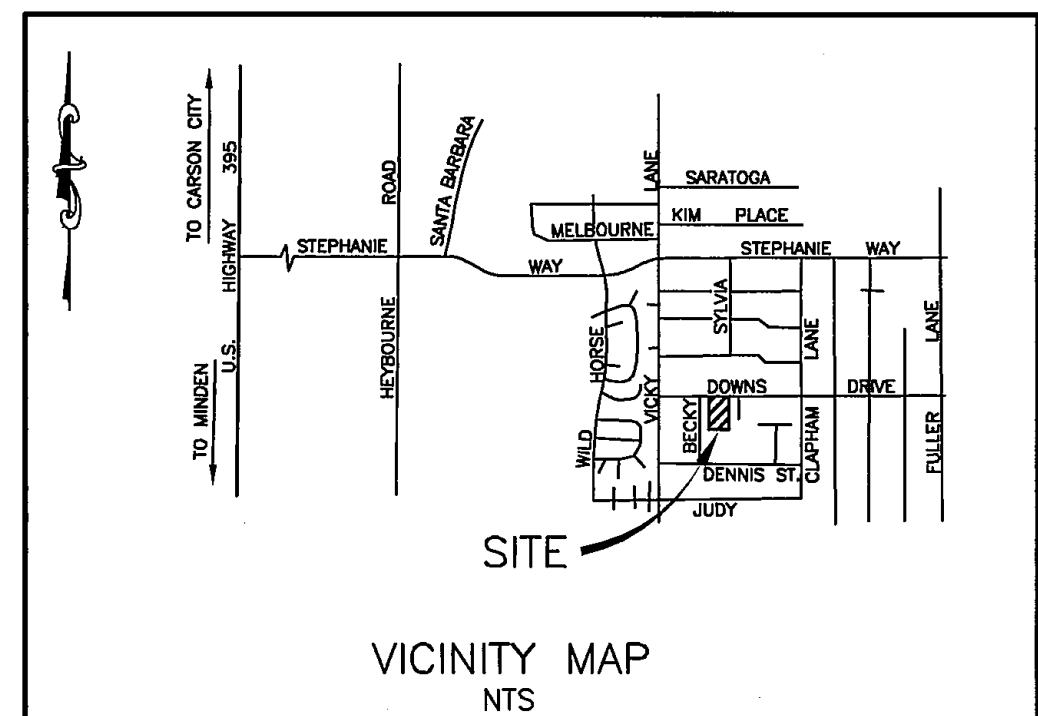 TO CARSON CITY
TO MINDEN
U.S. HIGHWAY 395
STEPHANIE WAY
HEYBOURNE ROAD
SANTA BARBARA
MELBOURNE
VICKY LANE
SARATOGA
KIM PLACE
STEPHANIE WAY
SYLVIA
WILD HORSE
DOWNS DRIVE
BECKY
CLAPHAM LANE
FULLER LANE
DENNIS ST.
JUDY
SITE
VICINITY MAP
NTS